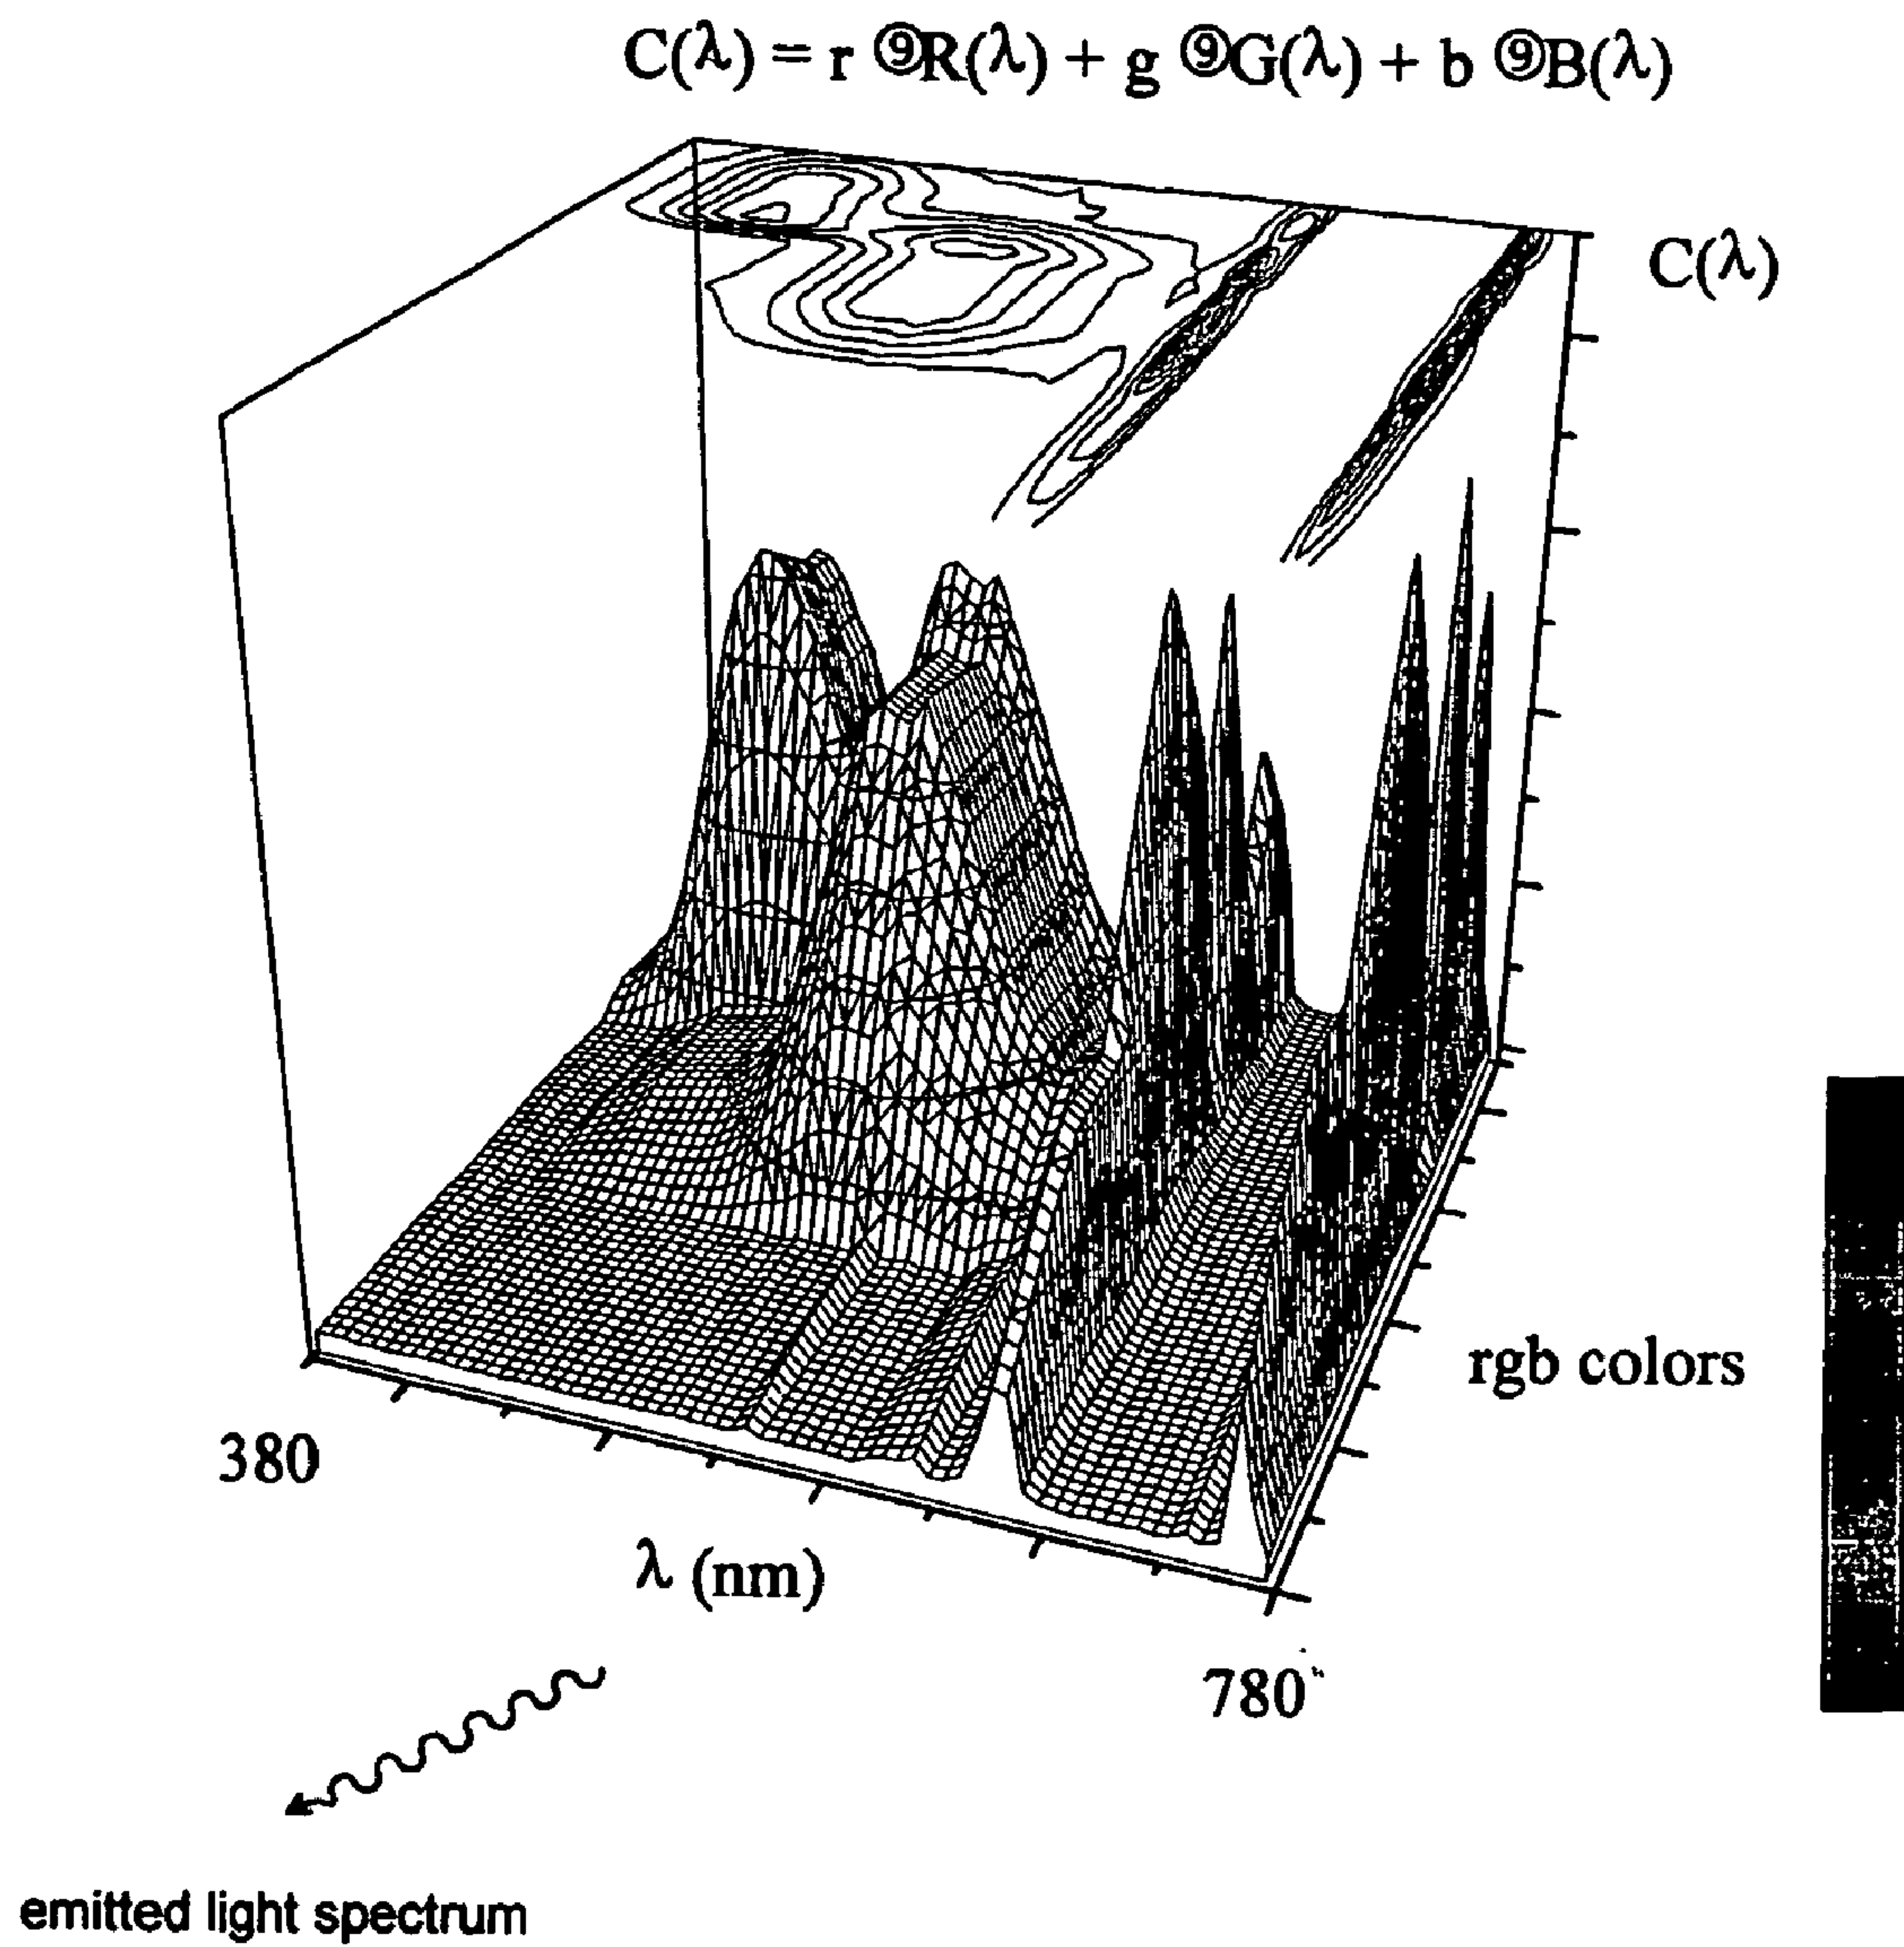 C(λ) = r ⑨R(λ) + g ⑨G(λ) + b ⑨B(λ)
C(λ)
rgb colors
380
λ (nm)
780
emitted light spectrum